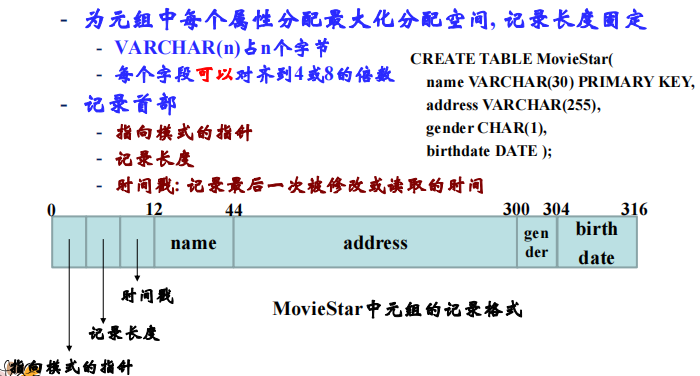 - 为元组中每个属性分配最大化分配空间, 记录长度固定
- VARCHAR(n)占n个字节
- 每个字段可以对齐到4或8的倍数
CREATE TABLE MovieStar(
name VARCHAR(30) PRIMARY KEY,
address VARCHAR(255),
gender CHAR(1),
birthdate DATE );
- 记录首部
- 指向模式的指针
- 记录长度
- 时间戳: 记录最后一次被修改或读取的时间
0 12 44 300 304 316
name address gen birth
der date
时间戳
MovieStar中元组的记录格式
记录长度
指向模式的指针